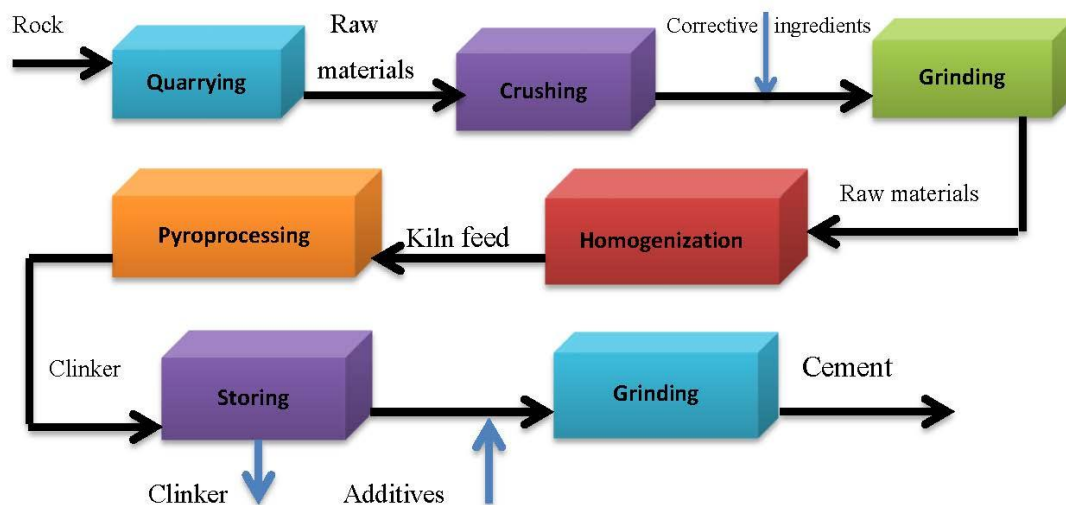 Rock
Quarrying
Raw
materials
Crushing
Corrective ingredients
Grinding
Raw materials
Homogenization
Kiln feed
Pyroprocessing
Clinker
Storing
Clinker
Additives
Grinding
Cement